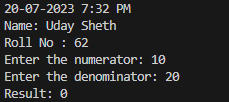 20-07-2023 7:32 PM
Name: Uday Sheth
Roll No : 62
Enter the numerator: 10
Enter the denominator: 20
Result: 0